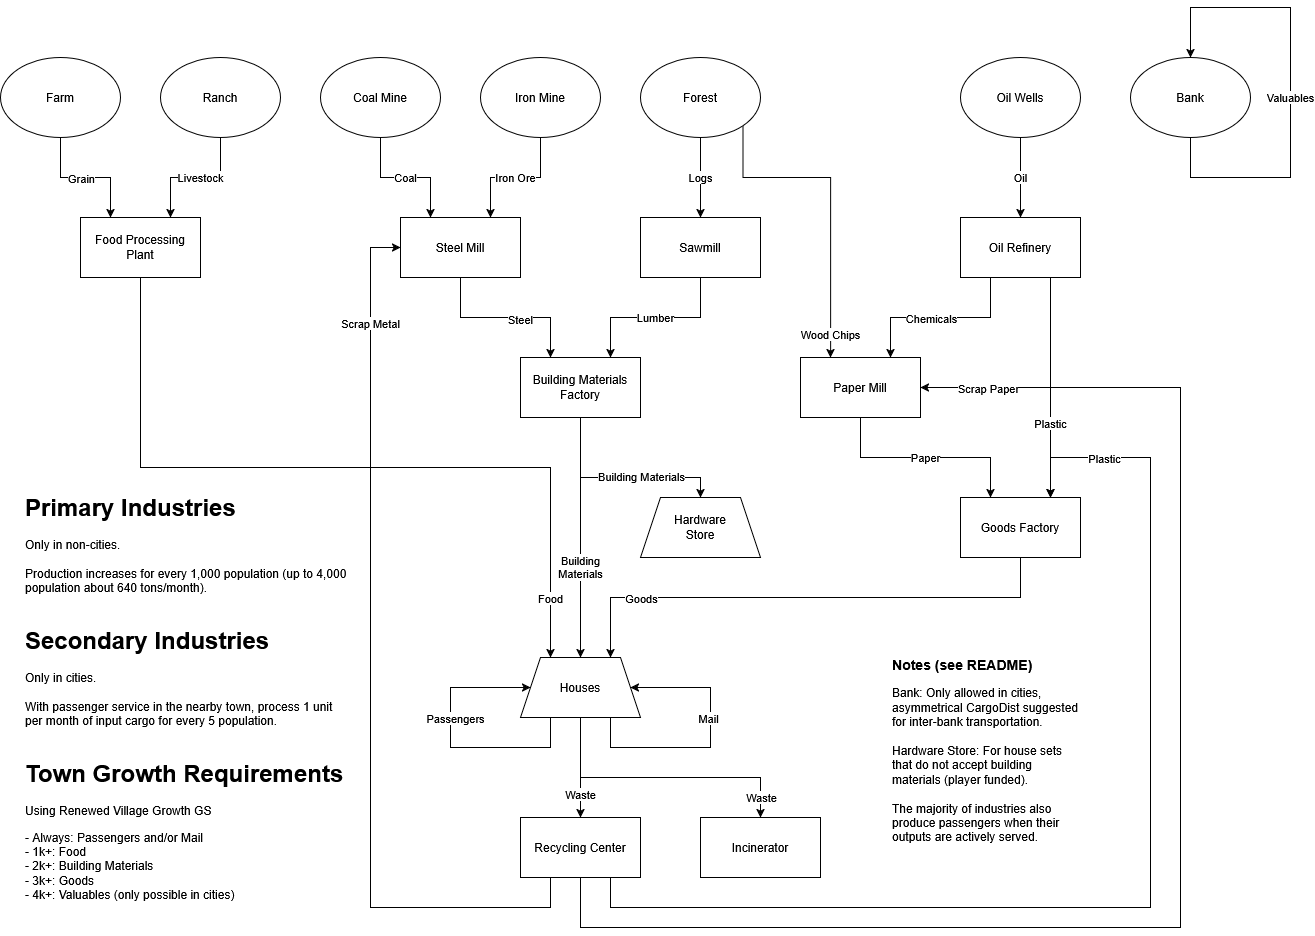 Farm
Ranch
Coal Mine
Iron Mine
Forest
Oil Wells
Bank
Valuables
Grain
Livestock
Coal
Iron Ore
Logs
Oil
Food Processing
Plant
Steel Mill
Sawmill
Oil Refinery
Scrap Metal
Steel
Lumber
Wood Chips
Chemicals
Building Materials
Factory
Paper Mill
Scrap Paper
Plastic
Paper
Plastic
Building Materials
Hardware
Store
Goods Factory
Primary Industries
Only in non-cities.
Production increases for every 1,000 population (up to 4,000
population about 640 tons/month).
Building
Materials
Food
Goods
Secondary Industries
Only in cities.
With passenger service in the nearby town, process 1 unit
per month of input cargo for every 5 population.
Houses
Passengers
Mail
Notes (see README)
Bank: Only allowed in cities,
asymmetrical CargoDist suggested
for inter-bank transportation.
Hardware Store: For house sets
that do not accept building
materials (player funded).
The majority of industries also
produce passengers when their
outputs are actively served.
Town Growth Requirements
Using Renewed Village Growth GS
- Always: Passengers and/or Mail
- 1k+: Food
- 2k+: Building Materials
- 3k+: Goods
- 4k+: Valuables (only possible in cities)
Waste
Waste
Recycling Center
Incinerator